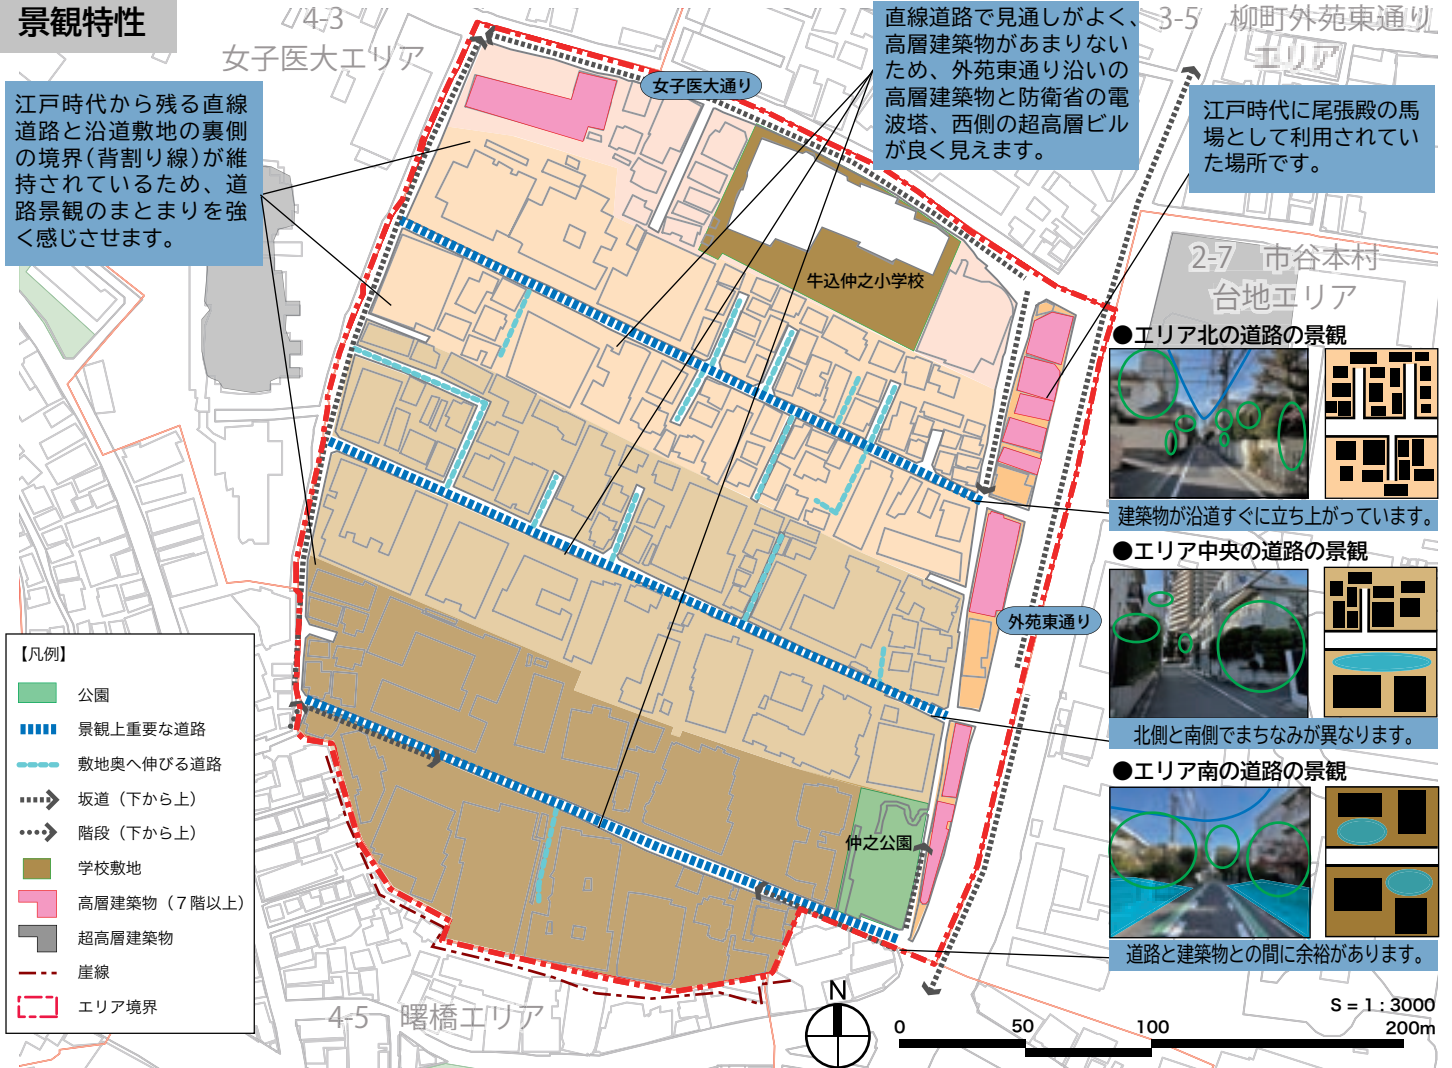 景観特性
4-3
女子医大エリア
3-5 柳町外苑東通り
エリア
江戸時代から残る直線
道路と沿道敷地の裏側
の境界(背割り線)が維
持されているため、道
路景観のまとまりを強
く感じさせます。
女子医大通り
直線道路で見通しがよく、
高層建築物があまりない
ため、外苑東通り沿いの
高層建築物と防衛省の電
波塔、西側の超高層ビル
が良く見えます。
江戸時代に尾張殿の馬
場として利用されてい
た場所です。
2-7 市谷本村
台地エリア
牛込仲之小学校
●エリア北の道路の景観
建築物が沿道すぐに立ち上がっています。
●エリア中央の道路の景観
外苑東通り
北側と南側でまちなみが異なります。
●エリア南の道路の景観
仲之公園
道路と建築物との間に余裕があります。
【凡例】
公園
景観上重要な道路
敷地奥へ伸びる道路
坂道（下から上）
階段（下から上）
学校敷地
高層建築物（７階以上）
超高層建築物
崖線
エリア境界
4-5 曙橋エリア
N
S = 1 : 3000
0 50 100 200m